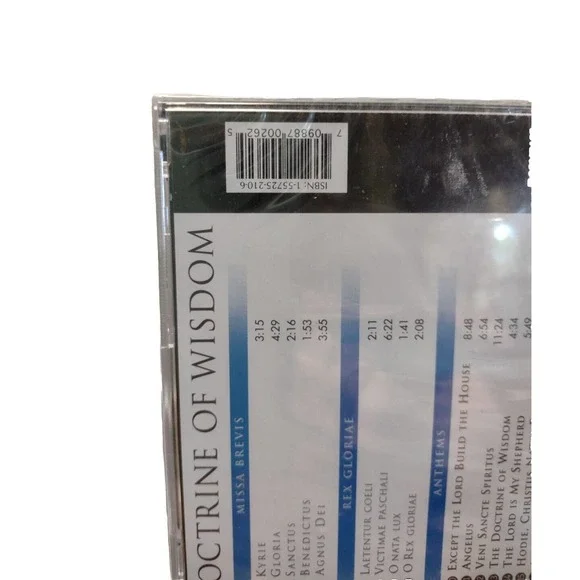 OCTRINE OF WISDOM
MISSA BREVIS
KYRIE 3:15
GLORIA 4:29
SANCTUS 2:16
BENEDICTUS 1:53
AGNUS DEI 3:55
REX GLORIAE
LAETENTUR COELI 2:11
VICTIMAE PASCHALI 6:22
O NATA LUX 1:41
O REX GLORIAE 2:08
ANTHEMS
EXCEPT THE LORD BUILD THE HOUSE 8:48
ANGELUS 6:54
VENI SANCTE SPIRITUS 11:24
THE DOCTRINE OF WISDOM 4:34
THE LORD IS MY SHEPHERD 5:49
HODIE, CHRISTUS
ISBN: 1-55725-210-6
7 09887 00262 5